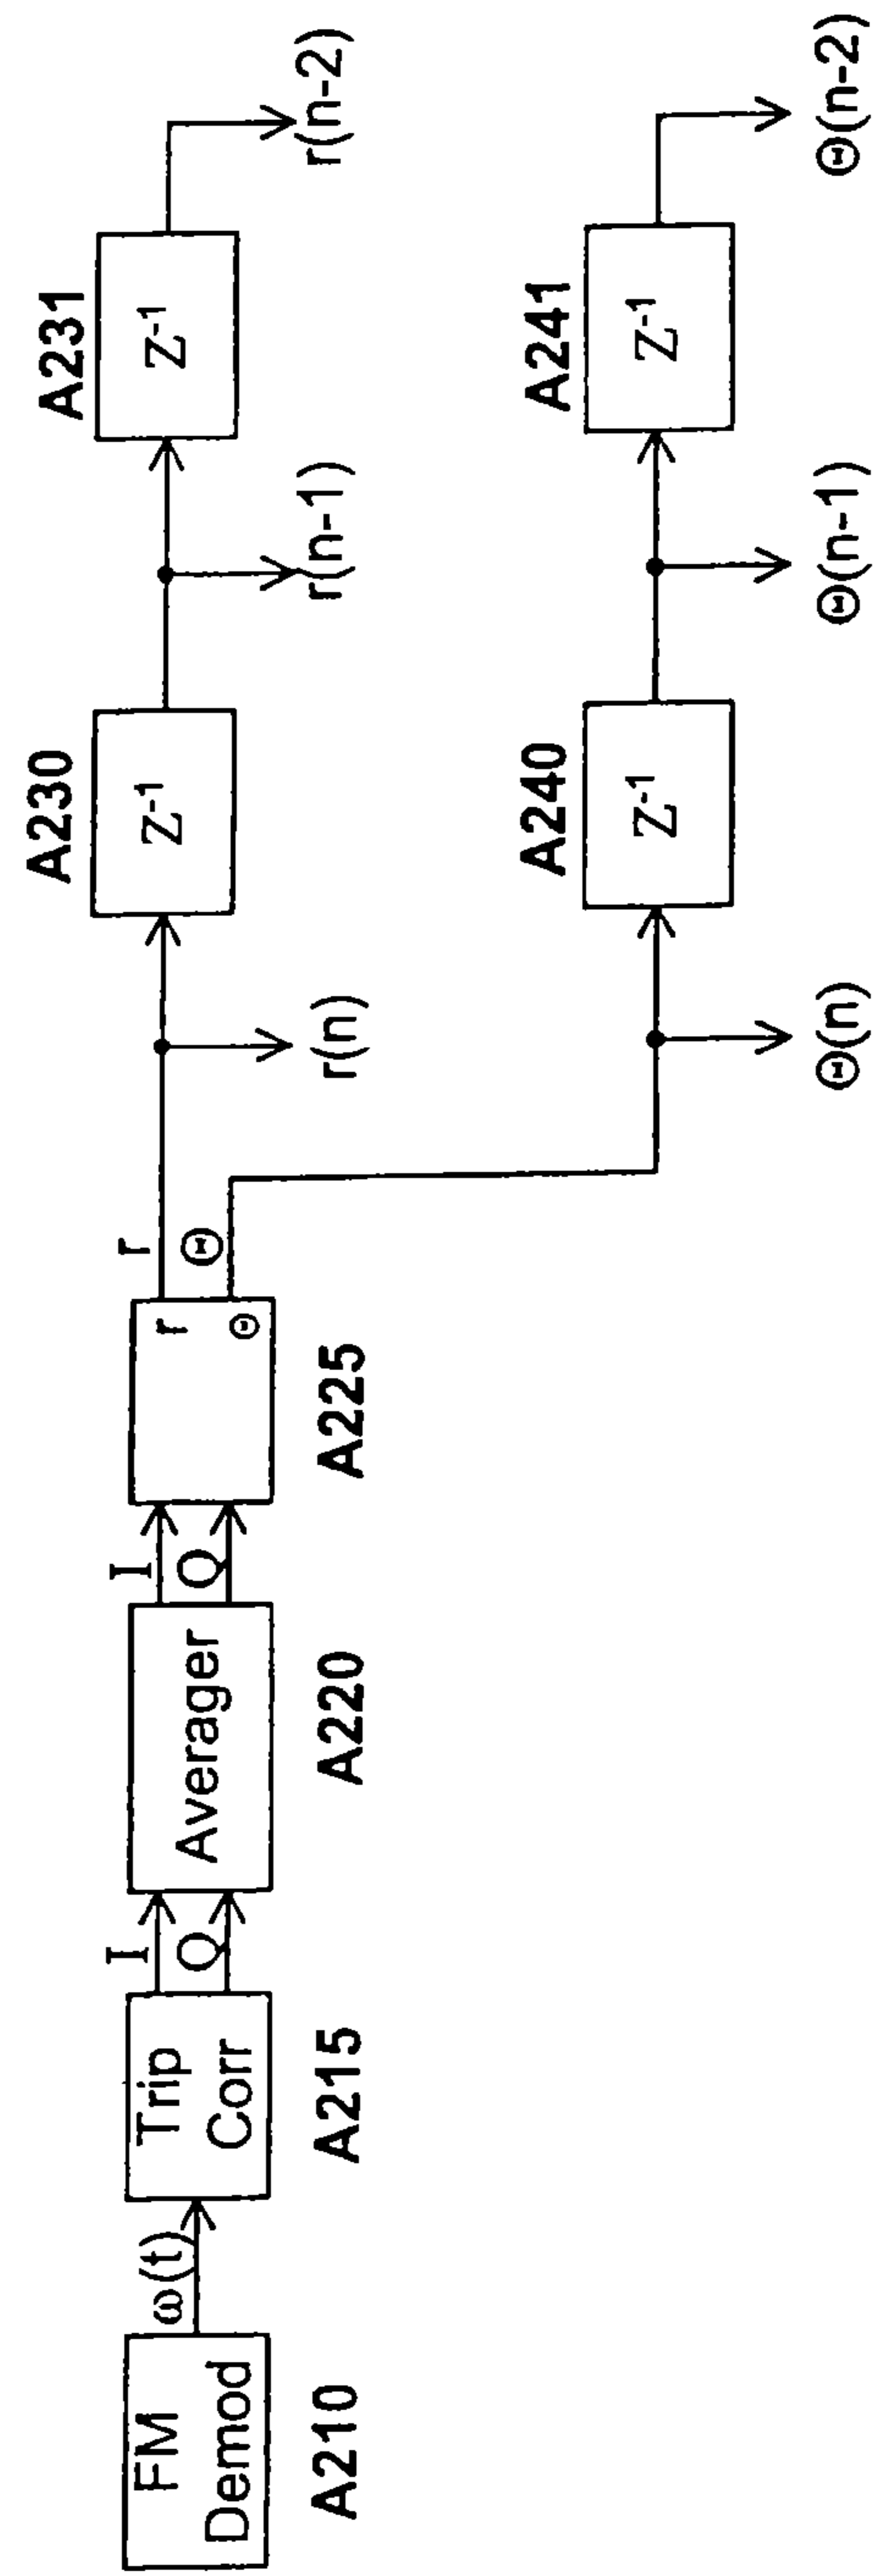 FM
Demod
A210
ω(t)
Trip
Corr
A215
I
Q
Averager
A220
I
Q
r
Θ
A225
r
Θ
r(n)
A230
Z⁻¹
r(n-1)
A231
Z⁻¹
r(n-2)
Θ(n)
A240
Z⁻¹
Θ(n-1)
A241
Z⁻¹
Θ(n-2)